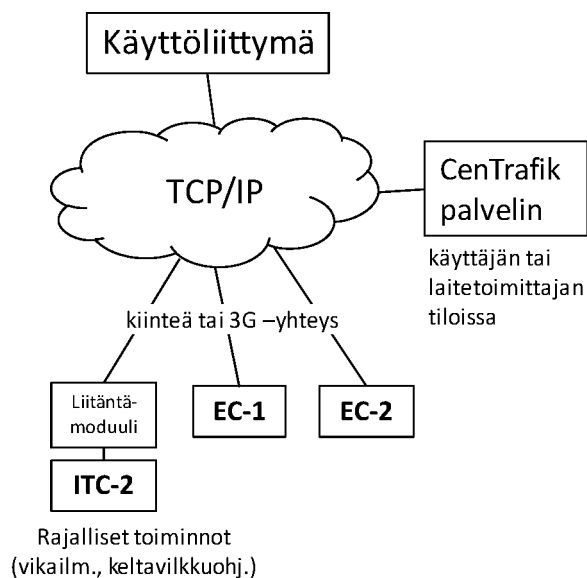 Käyttöliittymä
TCP/IP
CenTrafik
palvelin
käyttäjän tai
laitetoimittajan
tiloissa
kiinteä tai 3G –yhteys
Liitäntä-
moduuli
EC-1
EC-2
ITC-2
Rajalliset toiminnot
(vikailm., keltavilkkuohj.)